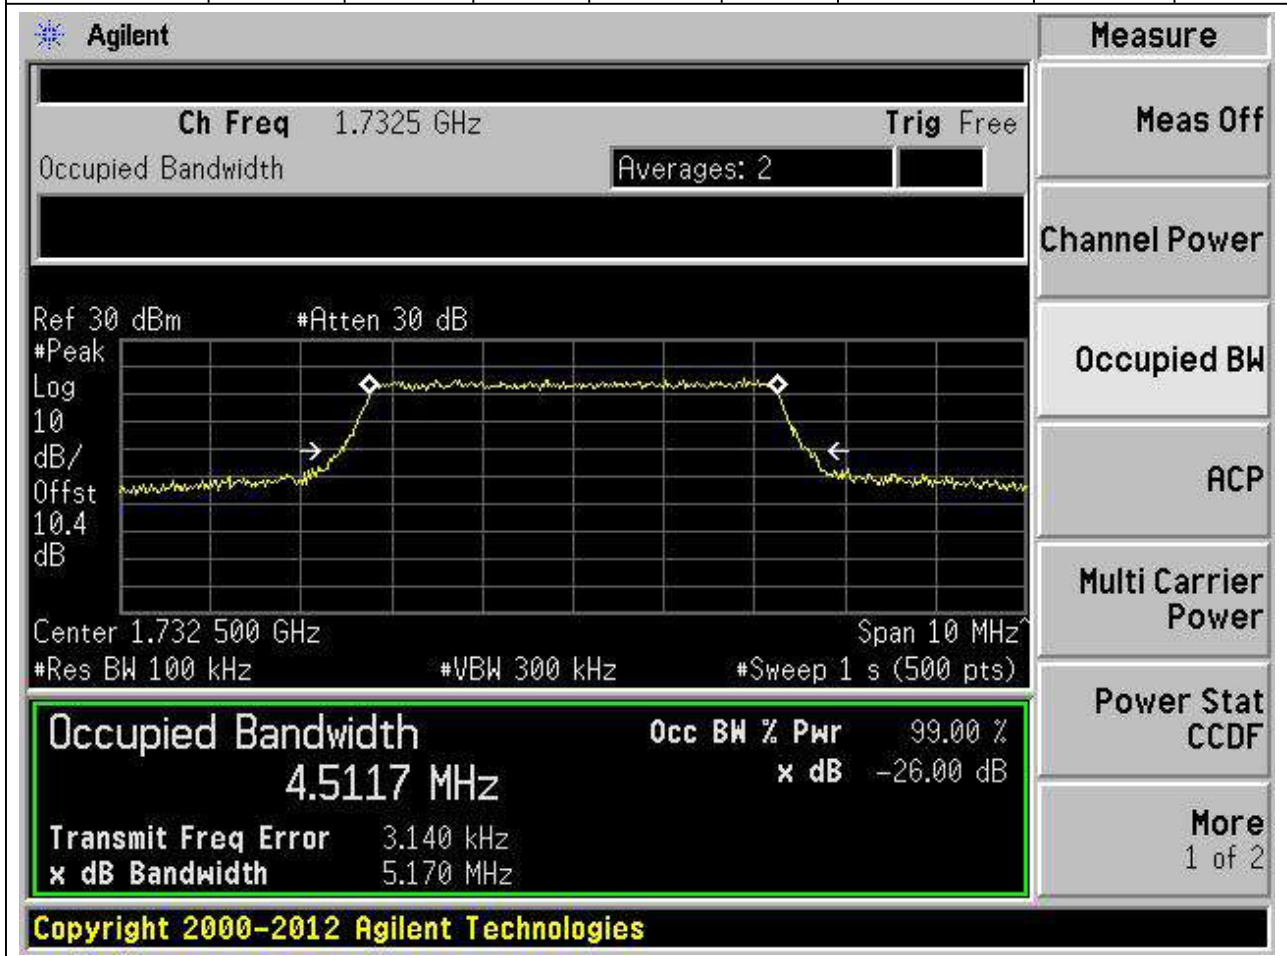 Agilent
Measure
Ch Freq 1.7325 GHz Trig Free
Meas Off
Occupied Bandwidth Averages: 2
Channel Power
Ref 30 dBm #Atten 30 dB
#Peak
Log
10
dB/
Offst
10.4
dB
Occupied BW
ACP
Center 1.732 500 GHz Span 10 MHz^
#Res BW 100 kHz #VBW 300 kHz #Sweep 1 s (500 pts)
Multi Carrier
Power
Occupied Bandwidth
4.5117 MHz
Occ BW % Pwr 99.00 %
x dB -26.00 dB
Transmit Freq Error 3.140 kHz
x dB Bandwidth 5.170 MHz
Power Stat
CCDF
More
1 of 2
Copyright 2000-2012 Agilent Technologies